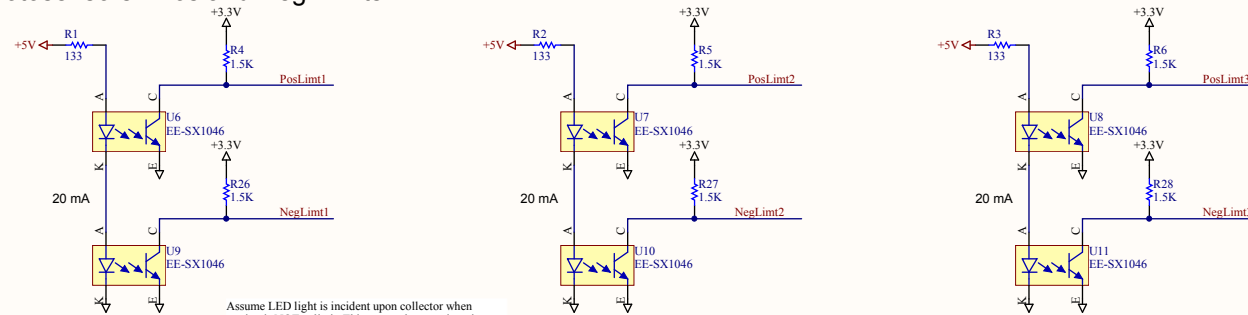 +3.3V +3.3V +3.3V
+5V R1 133 R4 1.5K +5V R2 133 R5 1.5K +5V R3 133 R6 1.5K
PosLimt1 PosLimt2 PosLimt3
A C A C A C
U6 EE-SX1046 U7 EE-SX1046 U8 EE-SX1046
K E K E K E
+3.3V +3.3V +3.3V
20 mA R26 1.5K 20 mA R27 1.5K 20 mA R28 1.5K
NegLimt1 NegLimt2
A C A C A C
U9 EE-SX1046 U10 EE-SX1046 U11 EE-SX1046
K E K E K E
Assume LED light is incident upon collector when